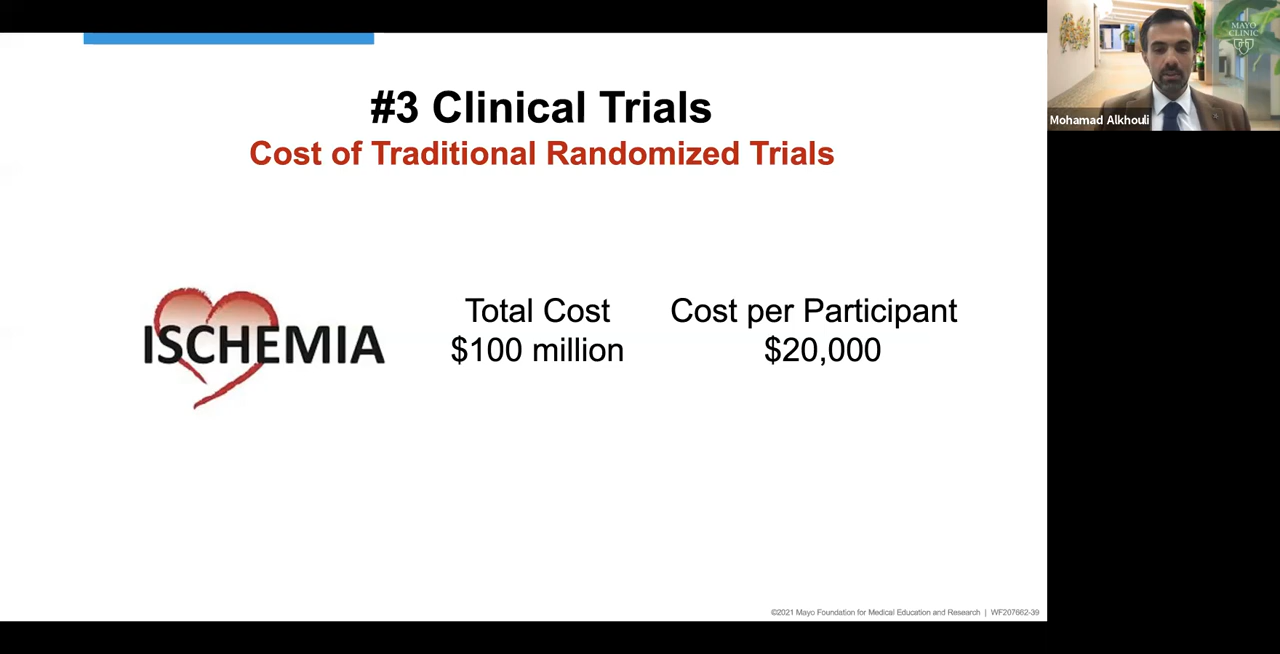 #3 Clinical Trials
Cost of Traditional Randomized Trials
ISCHEMIA
Total Cost
$100 million
Cost per Participant
$20,000
©2021 Mayo Foundation for Medical Education and Research | WF207662-39
MAYO
CLINIC
Mohamad Alkhouli